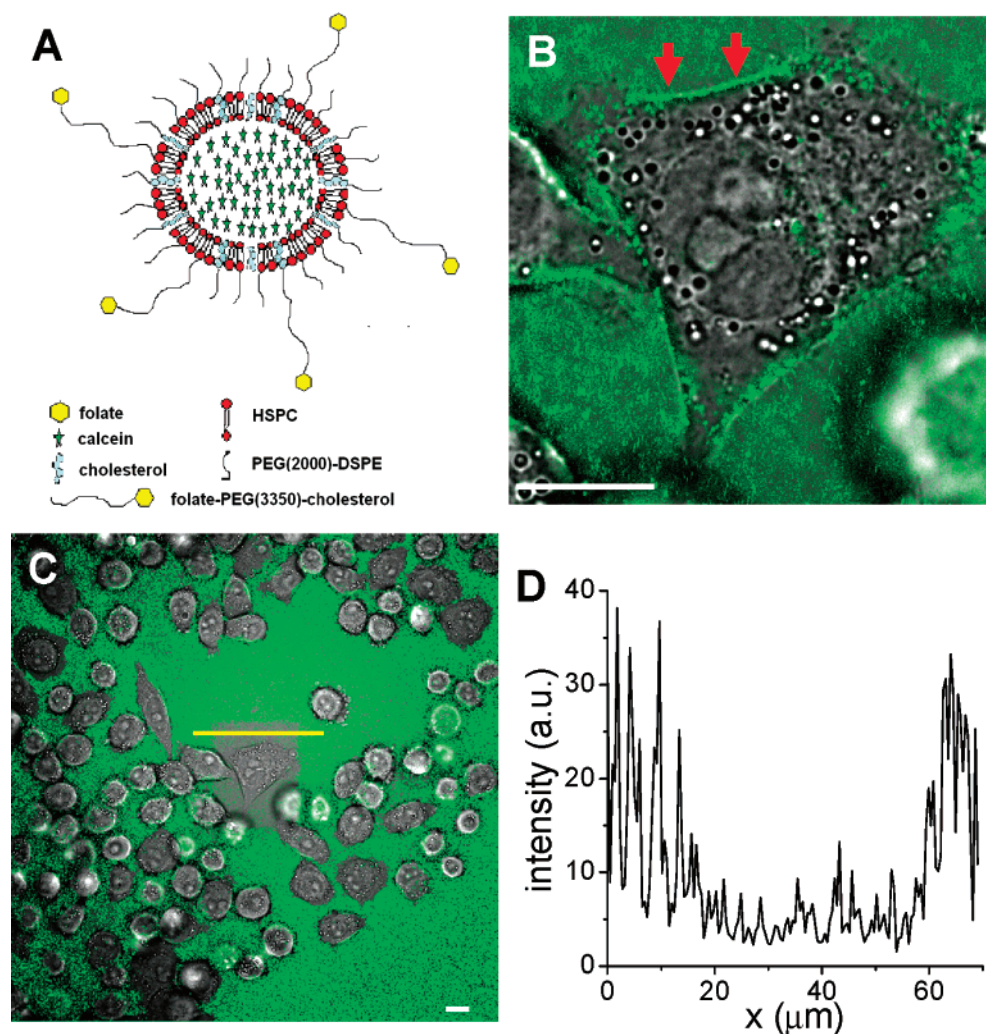 A
folate
calcein
cholesterol
HSPC
PEG(2000)-DSPE
folate-PEG(3350)-cholesterol
B
C
D
intensity (a.u.)
40
30
20
10
0
0 20 40 60
x (μm)